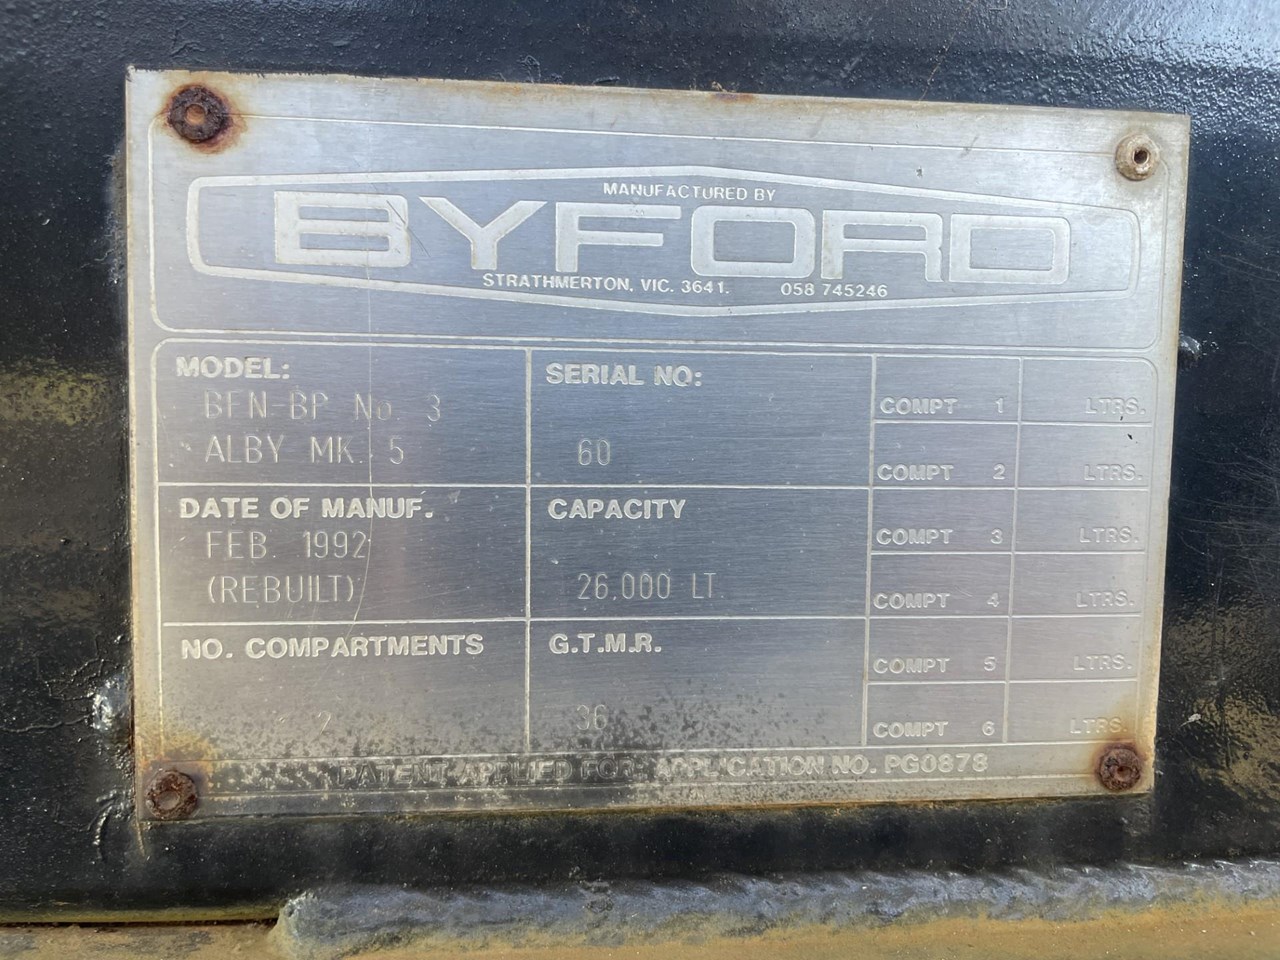 MANUFACTURED BY
BYFORD
STRATHMERTON, VIC. 3641. 058 745246
MODEL:
BFN-BP No. 3
ALBY MK. 5
SERIAL NO:
60
DATE OF MANUF.
FEB. 1992
(REBUILT)
CAPACITY
26.000 LT.
NO. COMPARTMENTS
2
G.T.M.R.
36
COMPT 1 LTRS.
COMPT 2 LTRS.
COMPT 3 LTRS.
COMPT 4 LTRS.
COMPT 5 LTRS.
COMPT 6 LTRS.
PATENT APPLIED FOR: APPLICATION NO. PG0878